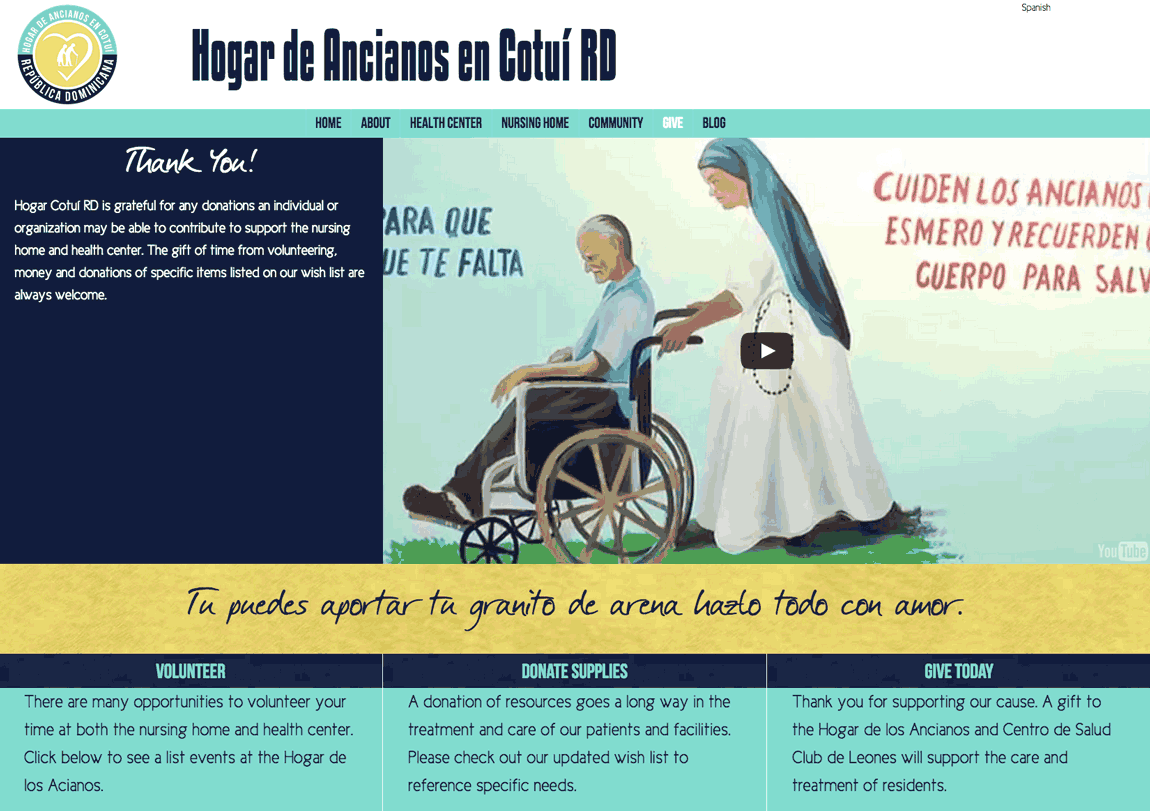 Spanish
HOGAR DE ANCIANOS EN COTUÍ
REPÚBLICA DOMINICANA
Hogar de Ancianos en Cotuí RD
HOME ABOUT HEALTH CENTER NURSING HOME COMMUNITY GIVE BLOG
Thank You!
Hogar Cotuí RD is grateful for any donations an individual or
organization may be able to contribute to support the nursing
home and health center. The gift of time from volunteering,
money and donations of specific items listed on our wish list are
always welcome.
ARA QUE
UE TE FALTA
CUIDEN LOS ANCIANOS
ESMERO Y RECUERDEN
CUERPO PARA SALV
YouTube
Tu puedes aportar tu granito de arena hazlo todo con amor.
VOLUNTEER
There are many opportunities to volunteer your
time at both the nursing home and health center.
Click below to see a list events at the Hogar de
los Acianos.
DONATE SUPPLIES
A donation of resources goes a long way in the
treatment and care of our patients and facilities.
Please check out our updated wish list to
reference specific needs.
GIVE TODAY
Thank you for supporting our cause. A gift to
the Hogar de los Ancianos and Centro de Salud
Club de Leones will support the care and
treatment of residents.